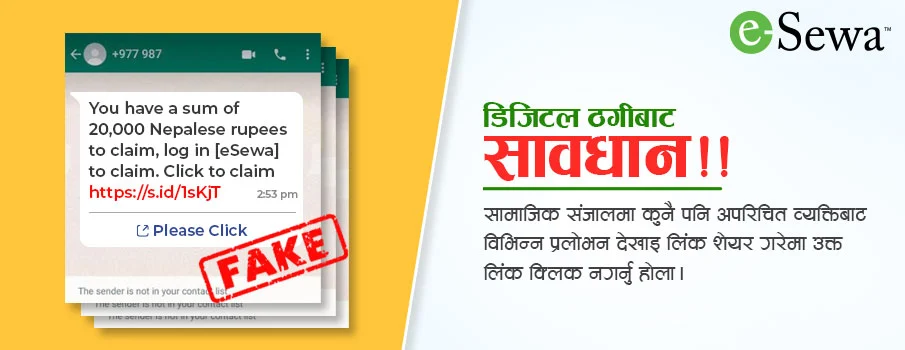 +977 987
You have a sum of
20,000 Nepalese rupees
to claim, log in [eSewa]
to claim. Click to claim
https://s.id/1sKjT 2:53 pm
Please Click
FAKE
The sender is not in your contact list
The sender is not in your contact list
The sender is not in your contact list
e-Sewa™
डिजिटल ठगीबाट
सावधान!!
सामाजिक संजालमा कुनै पनि अपरिचित व्यक्तिबाट
विभिन्न प्रलोभन देखाइ लिंक शेयर गरेमा उक्त
लिंक क्लिक नगर्नु होला।